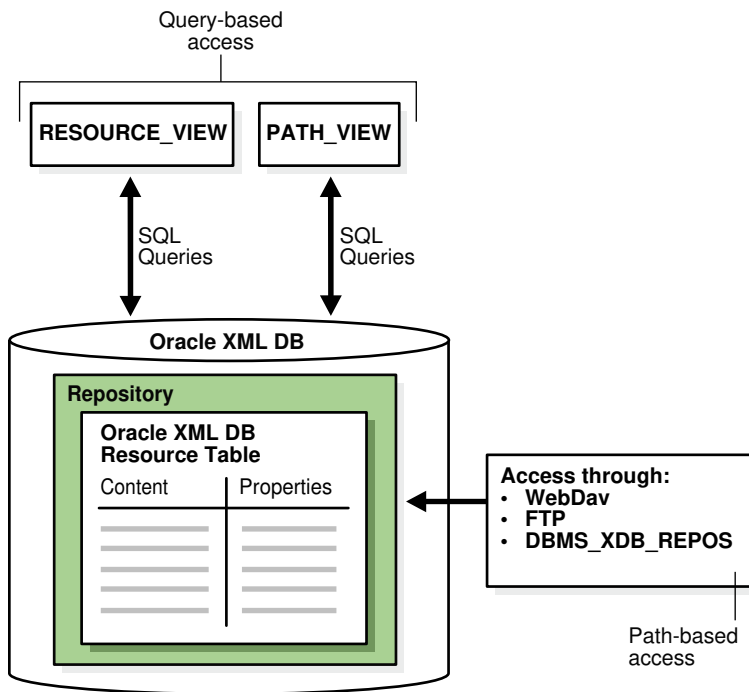 Query-based
access
RESOURCE_VIEW
PATH_VIEW
SQL
Queries
SQL
Queries
Oracle XML DB
Repository
Oracle XML DB
Resource Table
Content
Properties
Access through:
• WebDav
• FTP
• DBMS_XDB_REPOS
Path-based
access